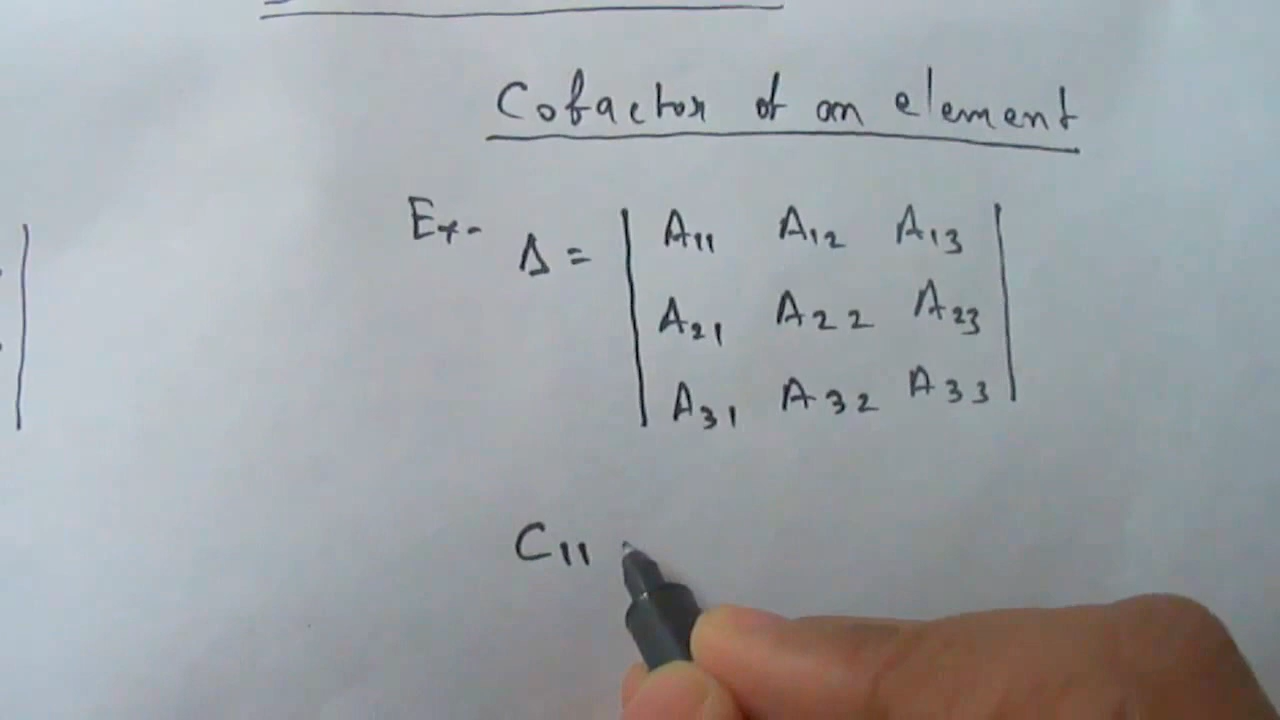 Cofactor of an element
Ex- Δ = | A11 A12 A13 |
| A21 A22 A23 |
| A31 A32 A33 |
C11